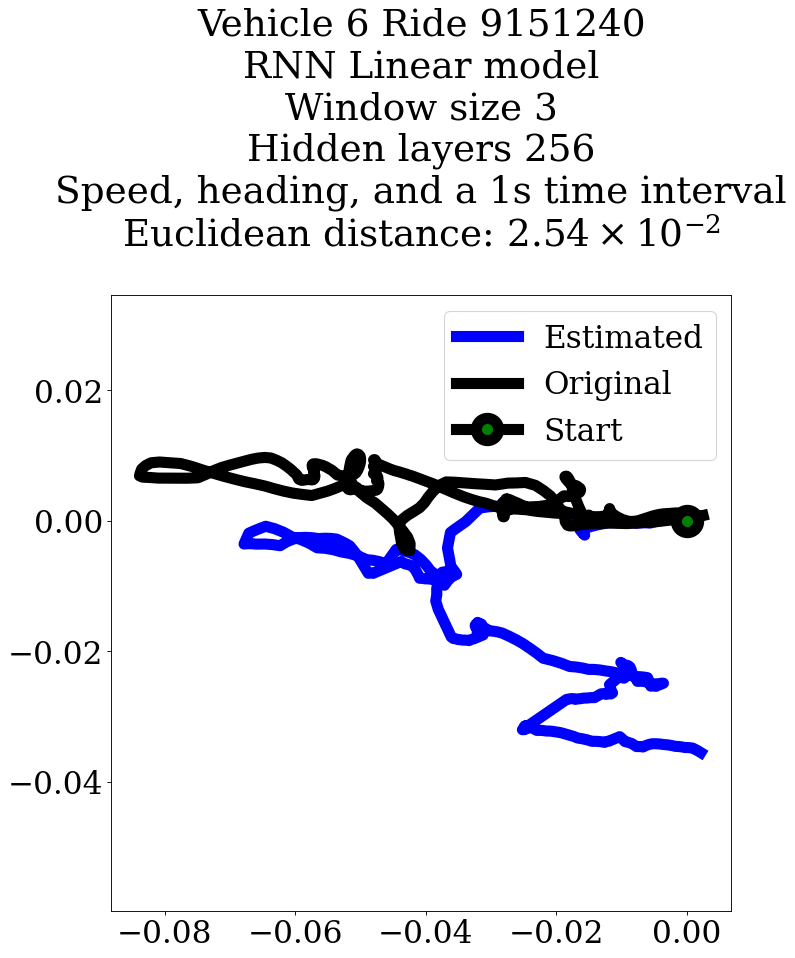 Vehicle 6 Ride 9151240
RNN Linear model
Window size 3
Hidden layers 256
Speed, heading, and a 1s time interval
Euclidean distance: 2.54 × 10⁻²
Estimated
Original
Start
0.02
0.00
−0.02
−0.04
−0.08 −0.06 −0.04 −0.02 0.00